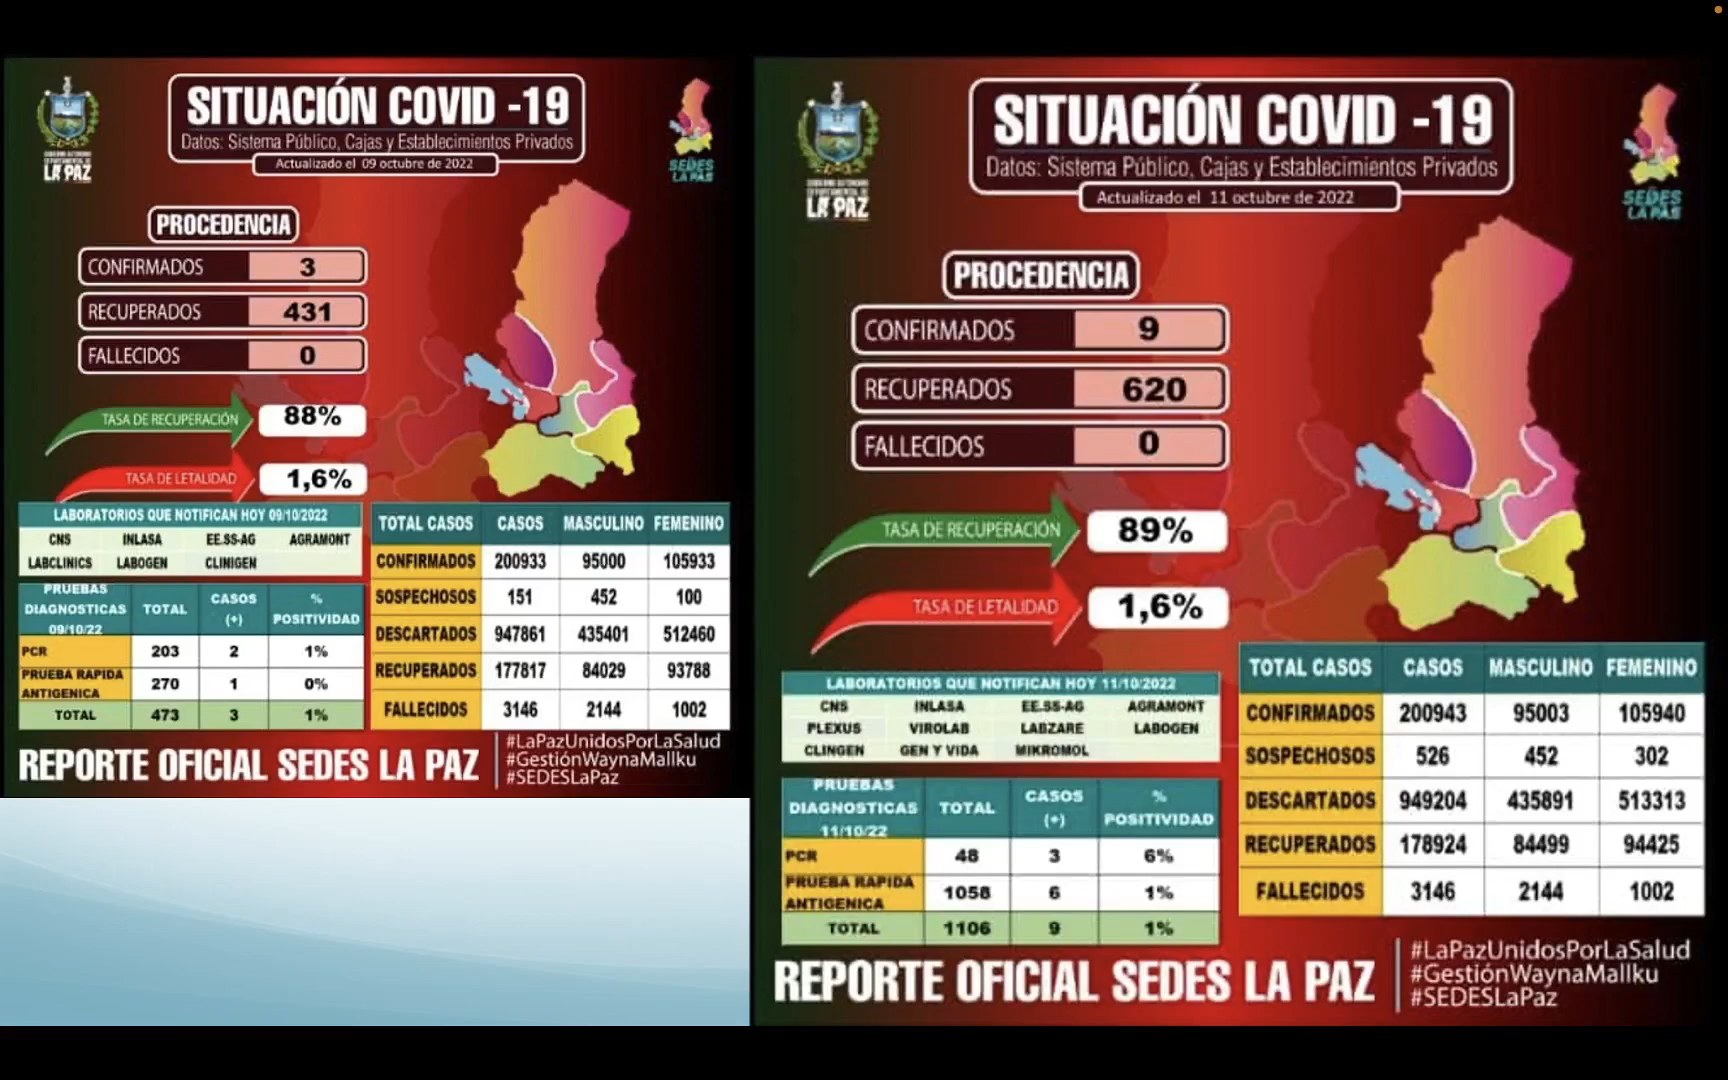 LA PAZ
SITUACIÓN COVID -19
Datos: Sistema Público, Cajas y Establecimientos Privados
Actualizado el 09 octubre de 2022
SEDES
LA PAZ
PROCEDENCIA
CONFIRMADOS 3
RECUPERADOS 431
FALLECIDOS 0
TASA DE RECUPERACIÓN 88%
TASA DE LETALIDAD 1,6%
LABORATORIOS QUE NOTIFICAN HOY 09/10/2022
CNS INLASA EE.SS-AG AGRAMONT
LABCLINICS LABOGEN CLINIGEN
PRUEBAS DIAGNOSTICAS 09/10/22 TOTAL CASOS (+) % POSITIVIDAD
PCR 203 2 1%
PRUEBA RAPIDA ANTIGENICA 270 1 0%
TOTAL 473 3 1%
TOTAL CASOS CASOS MASCULINO FEMENINO
CONFIRMADOS 200933 95000 105933
SOSPECHOSOS 151 452 100
DESCARTADOS 947861 435401 512460
RECUPERADOS 177817 84029 93788
FALLECIDOS 3146 2144 1002
REPORTE OFICIAL SEDES LA PAZ
#LaPazUnidosPorLaSalud
#GestiónWaynaMallku
#SEDESLaPaz
LA PAZ
SITUACIÓN COVID -19
Datos: Sistema Público, Cajas y Establecimientos Privados
Actualizado el 11 octubre de 2022
SEDES
LA PAZ
PROCEDENCIA
CONFIRMADOS 9
RECUPERADOS 620
FALLECIDOS 0
TASA DE RECUPERACIÓN 89%
TASA DE LETALIDAD 1,6%
LABORATORIOS QUE NOTIFICAN HOY 11/10/2022
CNS INLASA EE.SS-AG AGRAMONT
PLEXUS VIROLAB LABZARE LABOGEN
CLINGEN GEN Y VIDA MIKROMOL
PRUEBAS DIAGNOSTICAS 11/10/22 TOTAL CASOS (+) % POSITIVIDAD
PCR 48 3 6%
PRUEBA RAPIDA ANTIGENICA 1058 6 1%
TOTAL 1106 9 1%
TOTAL CASOS CASOS MASCULINO FEMENINO
CONFIRMADOS 200943 95003 105940
SOSPECHOSOS 526 452 302
DESCARTADOS 949204 435891 513313
RECUPERADOS 178924 84499 94425
FALLECIDOS 3146 2144 1002
REPORTE OFICIAL SEDES LA PAZ
#LaPazUnidosPorLaSalud
#GestiónWaynaMallku
#SEDESLaPaz